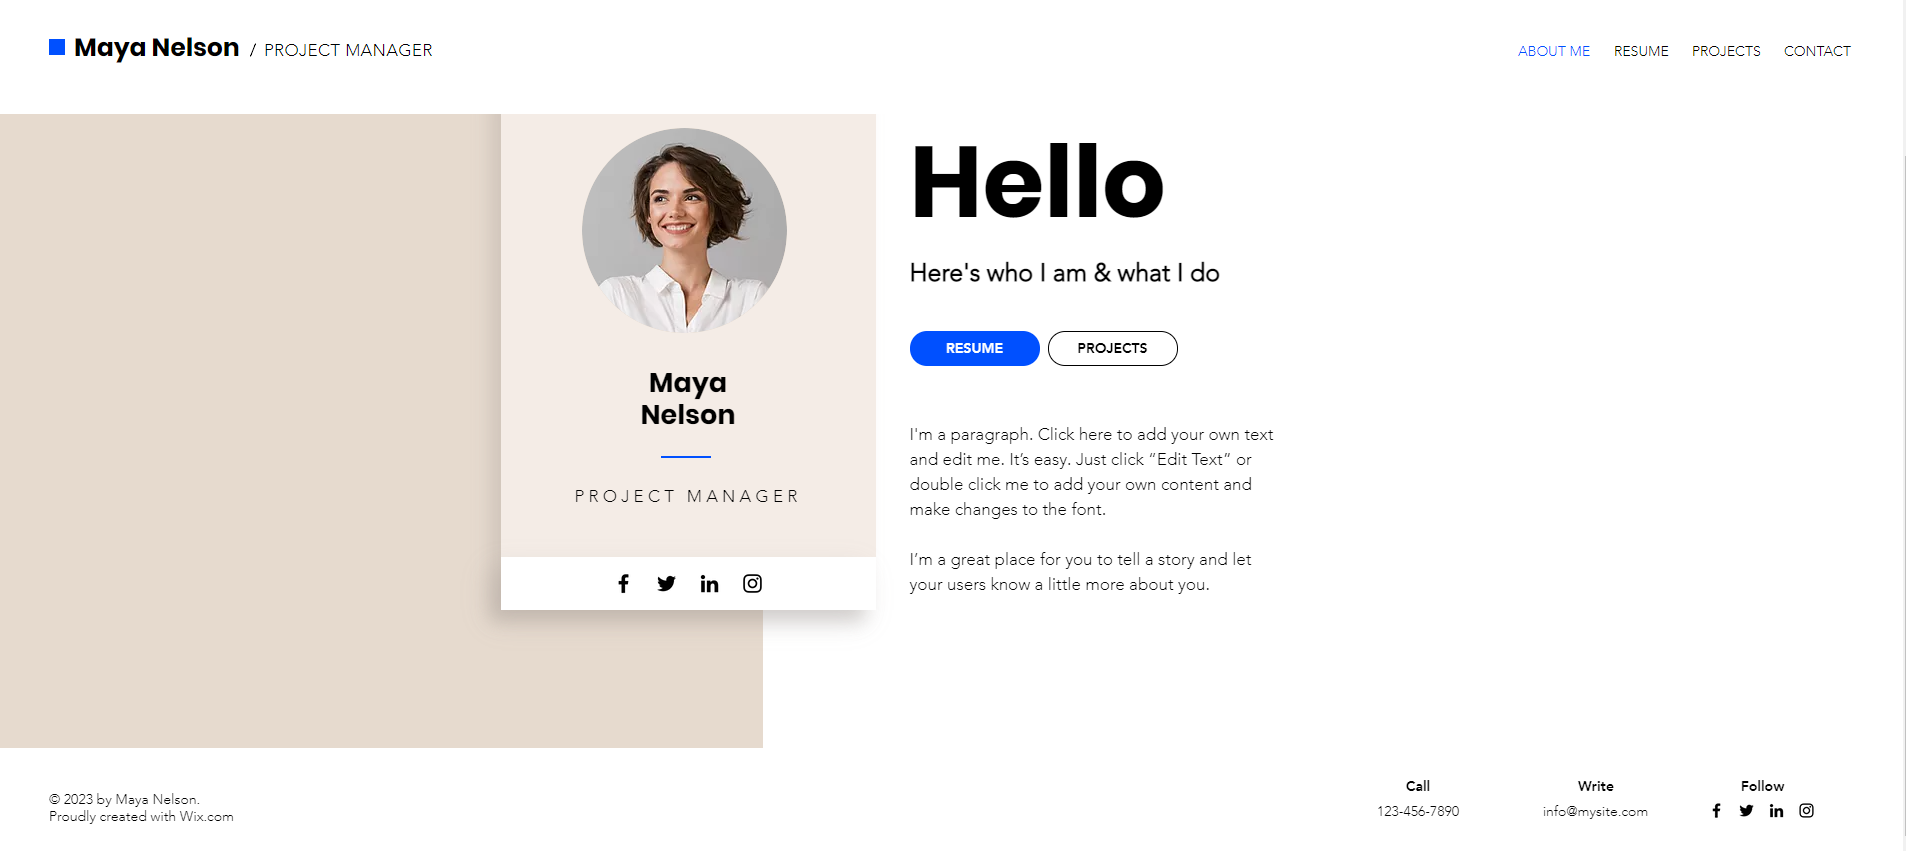 Maya Nelson / PROJECT MANAGER
ABOUT ME RESUME PROJECTS CONTACT
Maya
Nelson
PROJECT MANAGER
Hello
Here's who I am & what I do
RESUME PROJECTS
I'm a paragraph. Click here to add your own text
and edit me. It’s easy. Just click “Edit Text” or
double click me to add your own content and
make changes to the font.
I’m a great place for you to tell a story and let
your users know a little more about you.
© 2023 by Maya Nelson.
Proudly created with Wix.com
Call
123-456-7890
Write
info@mysite.com
Follow